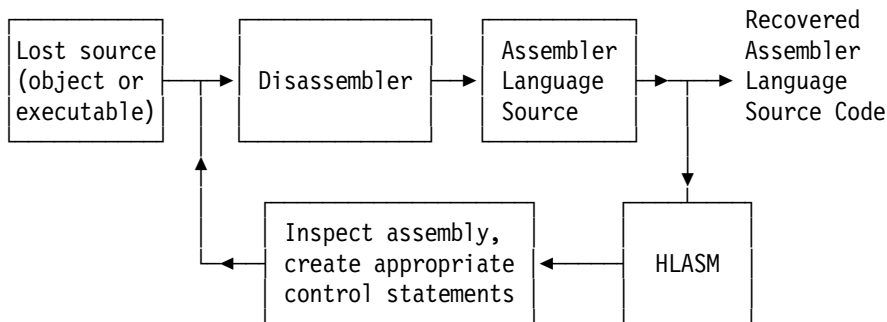 Lost source
(object or
executable)
Disassembler
Assembler
Language
Source
Recovered
Assembler
Language
Source Code
Inspect assembly,
create appropriate
control statements
HLASM